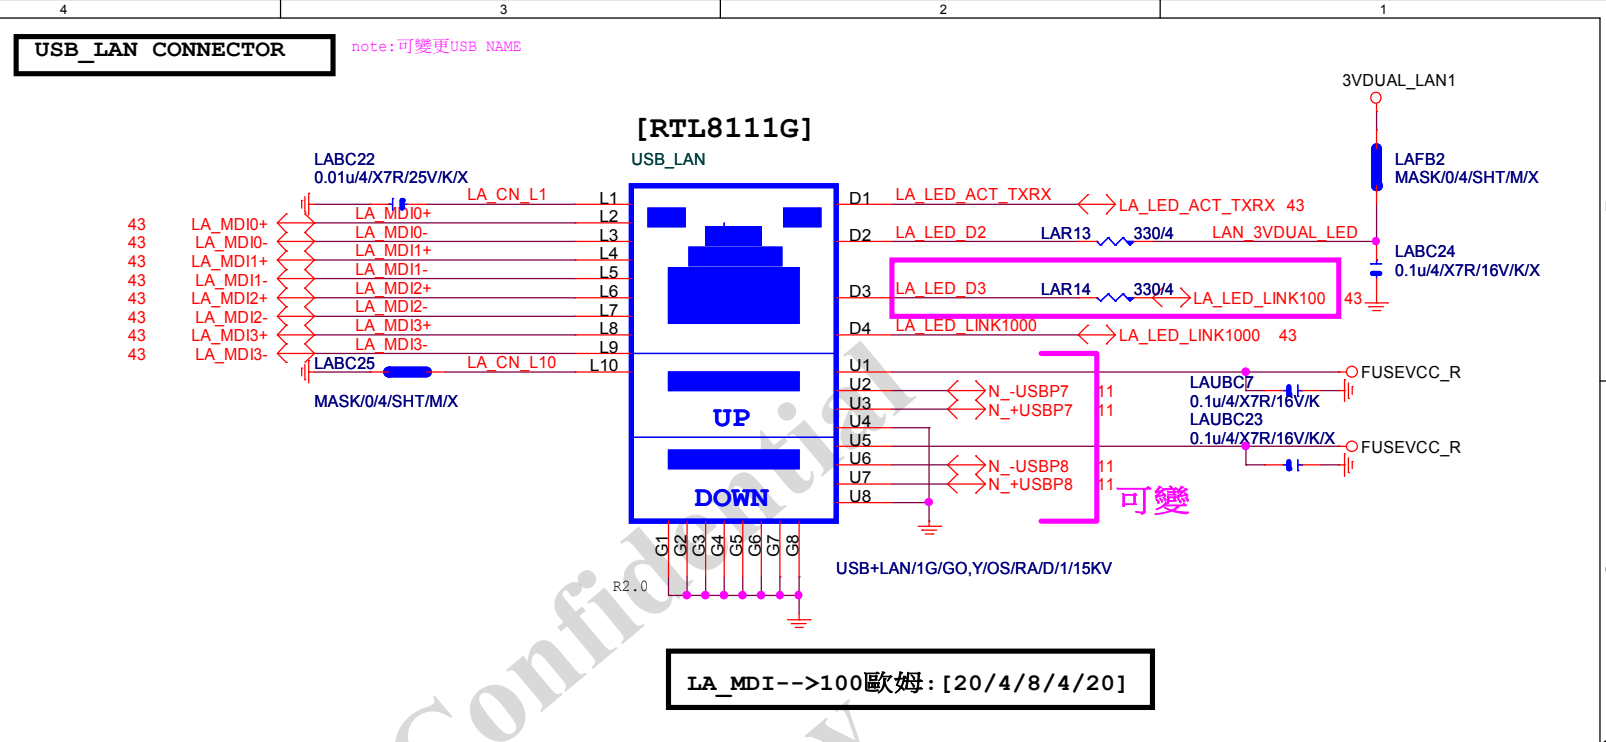 4 3 2 1
USB_LAN CONNECTOR
note:可變更USB NAME
3VDUAL_LAN1
[RTL8111G]
USB_LAN
LABC22
0.01u/4/X7R/25V/K/X
LAFB2
MASK/0/4/SHT/M/X
LA_CN_L1 L1 D1 LA_LED_ACT_TXRX LA_LED_ACT_TXRX 43
43 LA_MDI0+ LA_MDI0+ L2
43 LA_MDI0- LA_MDI0- L3 D2 LA_LED_D2 LAR13 330/4 LAN_3VDUAL_LED
43 LA_MDI1+ LA_MDI1+ L4
LABC24
0.1u/4/X7R/16V/K/X
43 LA_MDI1- LA_MDI1- L5
43 LA_MDI2+ LA_MDI2+ L6 D3 LA_LED_D3 LAR14 330/4 LA_LED_LINK100 43
43 LA_MDI2- LA_MDI2- L7
43 LA_MDI3+ LA_MDI3+ L8 D4 LA_LED_LINK1000 LA_LED_LINK1000 43
43 LA_MDI3- LA_MDI3- L9
LABC25 LA_CN_L10 L10 U1 FUSEVCC_R
MASK/0/4/SHT/M/X
U2 N_-USBP7 11
LAUBC7
0.1u/4/X7R/16V/K
U3 N_+USBP7 11
UP
U4
LAUBC23
0.1u/4/X7R/16V/K/X
U5 FUSEVCC_R
U6 N_-USBP8 11
U7 N_+USBP8 11
DOWN
U8
可變
G1 G2 G3 G4 G5 G6 G7 G8
USB+LAN/1G/GO,Y/OS/RA/D/1/15KV
R2.0
LA_MDI-->100歐姆:[20/4/8/4/20]
Confidential